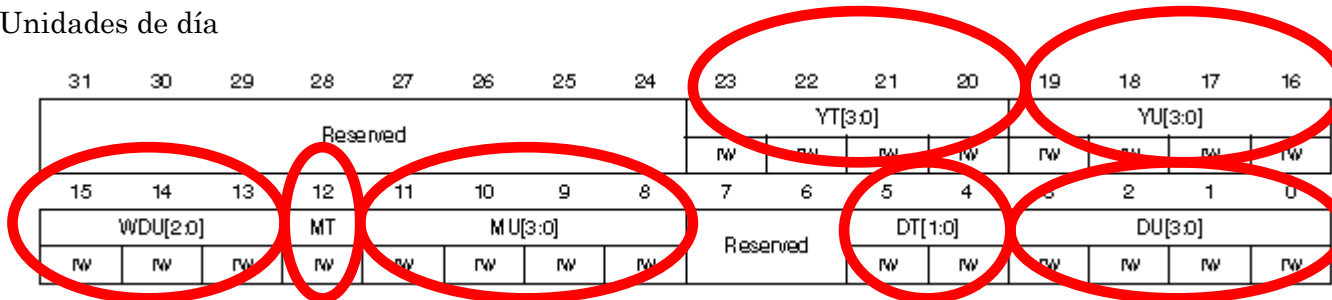 Unidades de día
31 30 29 28 27 26 25 24 23 22 21 20 19 18 17 16
Reserved YT[3:0] YU[3:0]
rw rw rw rw rw rw rw rw
15 14 13 12 11 10 9 8 7 6 5 4 3 2 1 0
WDU[2:0] MT MU[3:0] Reserved DT[1:0] DU[3:0]
rw rw rw rw rw rw rw rw rw rw rw rw rw rw